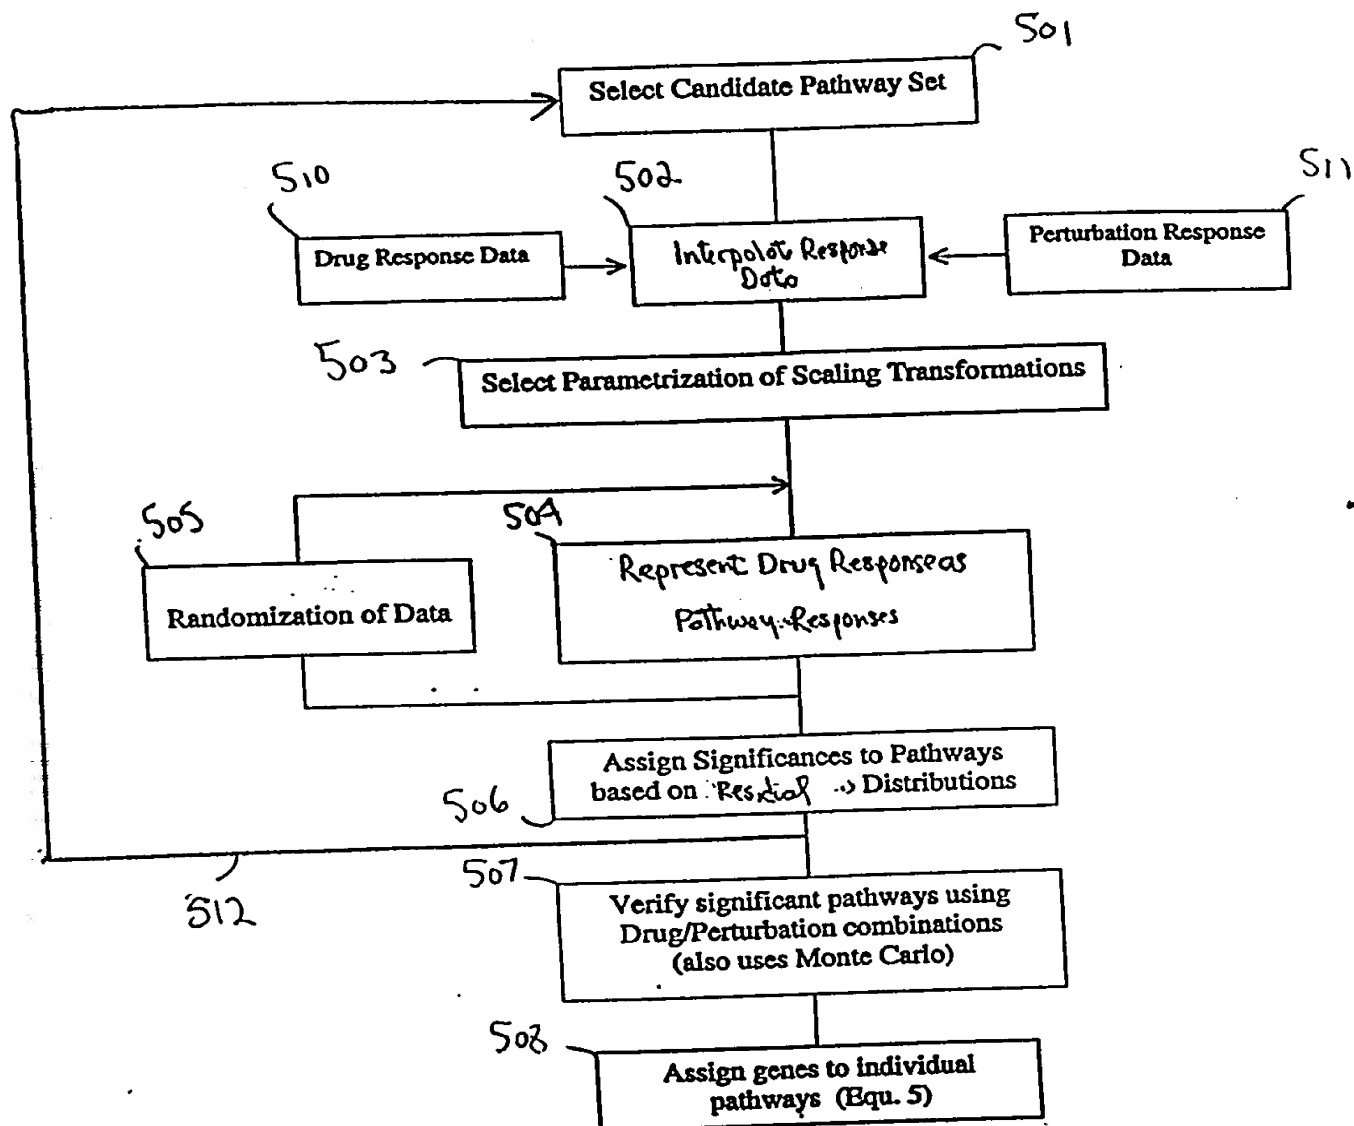 501
Select Candidate Pathway Set
510
502
511
Drug Response Data
Interpolat Response
Data
Perturbation Response
Data
503
Select Parametrization of Scaling Transformations
505
504
Randomization of Data
Represent Drug Response as
Pathway Responses
Assign Significances to Pathways
based on Distributions
506
512
507
Verify significant pathways using
Drug/Perturbation combinations
(also uses Monte Carlo)
508
Assign genes to individual
pathways (Equ. 5)